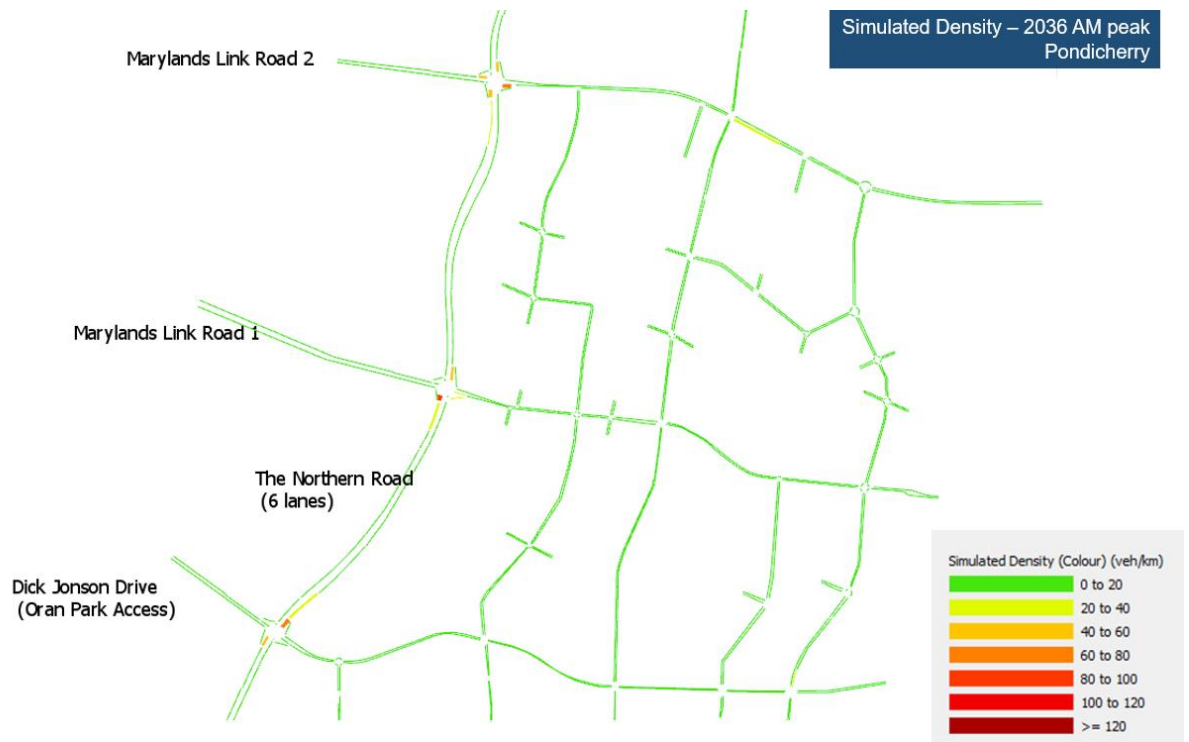 Simulated Density – 2036 AM peak
Pondicherry
Marylands Link Road 2
Marylands Link Road 1
The Northern Road
(6 lanes)
Dick Jonson Drive
(Oran Park Access)
Simulated Density (Colour) (veh/km)
0 to 20
20 to 40
40 to 60
60 to 80
80 to 100
100 to 120
>= 120